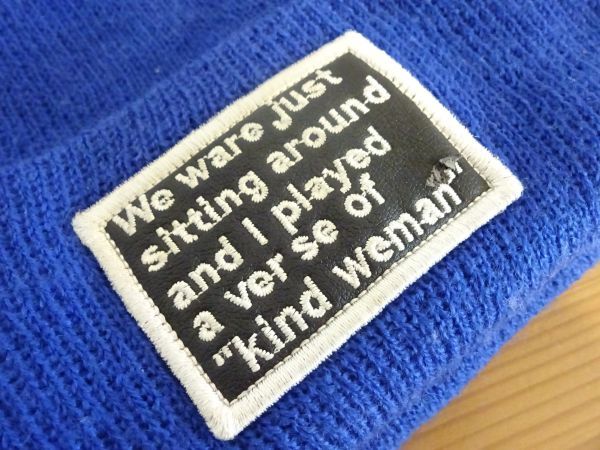 We ware just
sitting around
and I played
a ver se of
"kind weman"